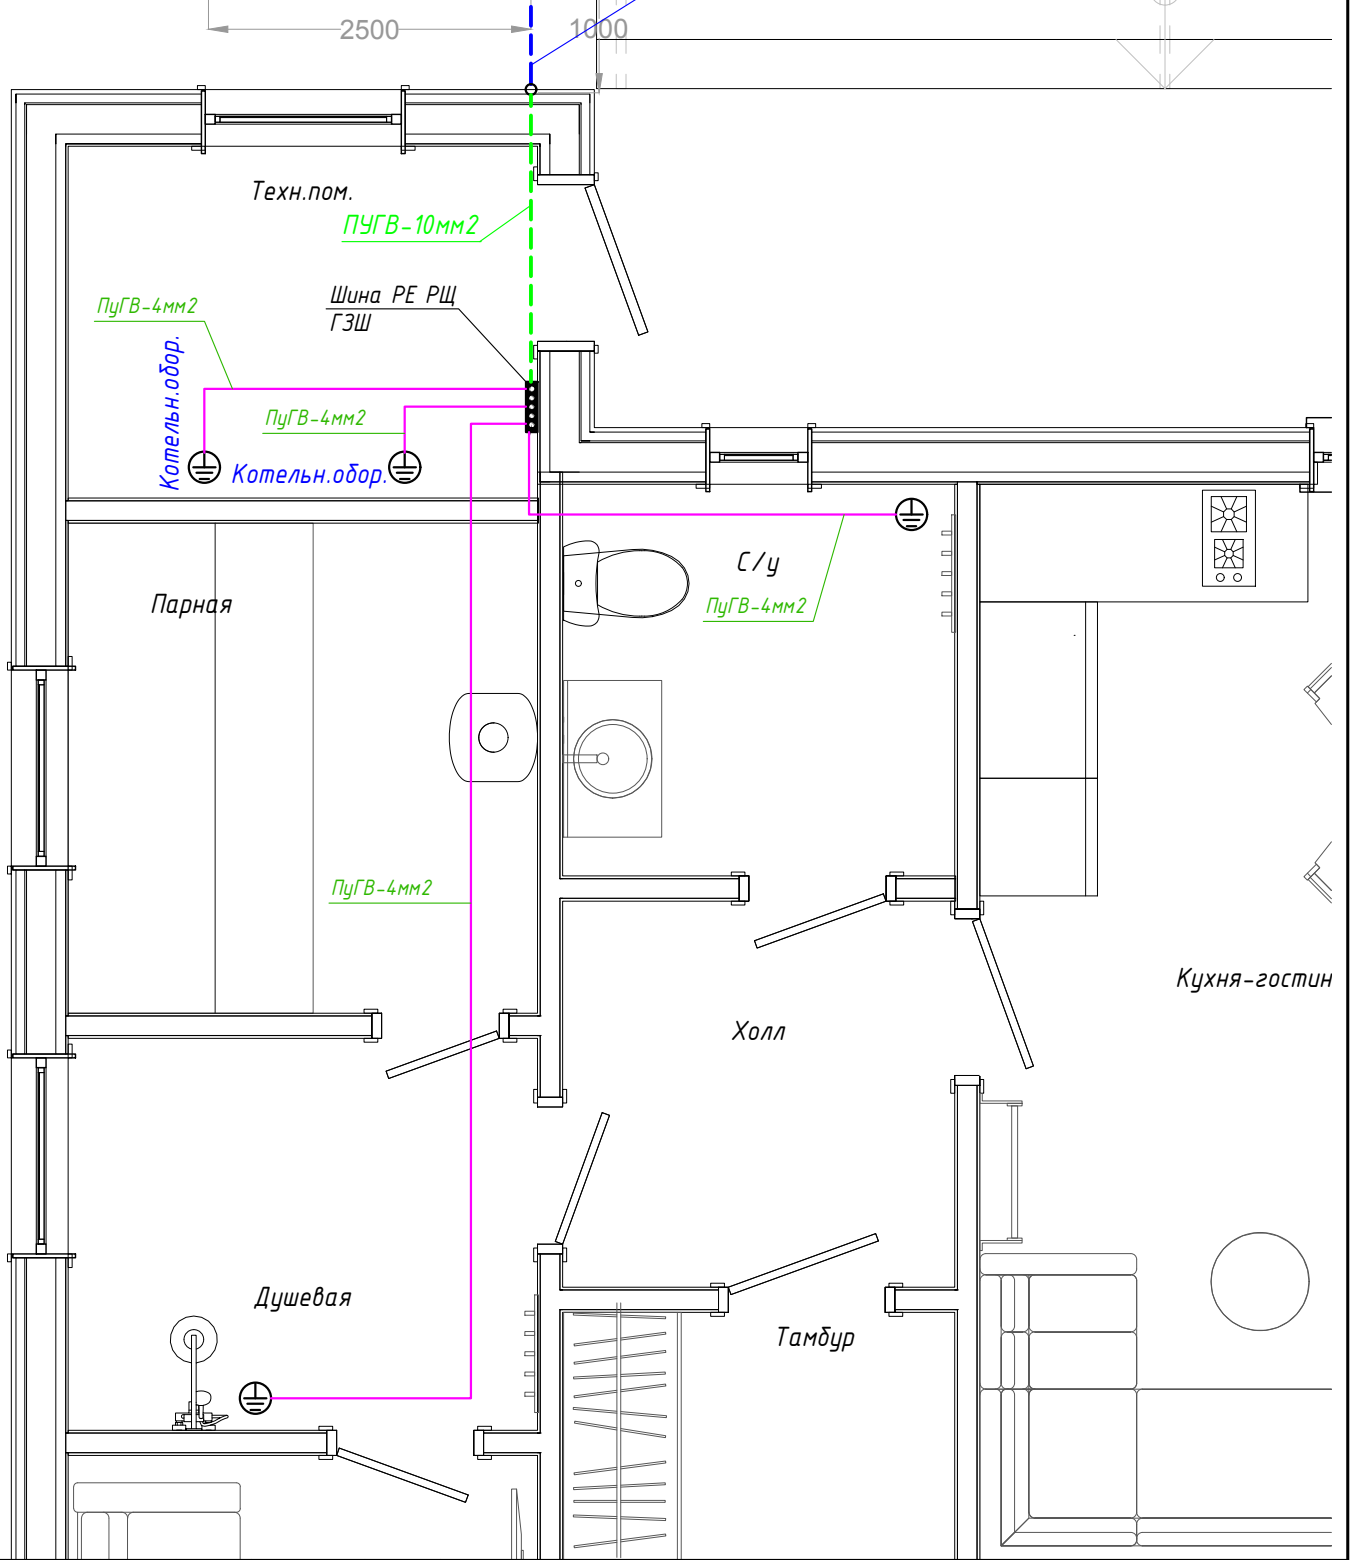 2500
1000
Техн.пом.
ПУГВ-10мм2
Шина РЕ РЩ
ГЗШ
ПуГВ-4мм2
Котельн.обор.
ПуГВ-4мм2
Котельн.обор.
С/у
ПуГВ-4мм2
Парная
ПуГВ-4мм2
Кухня-гостин
Холл
Душевая
Тамбур